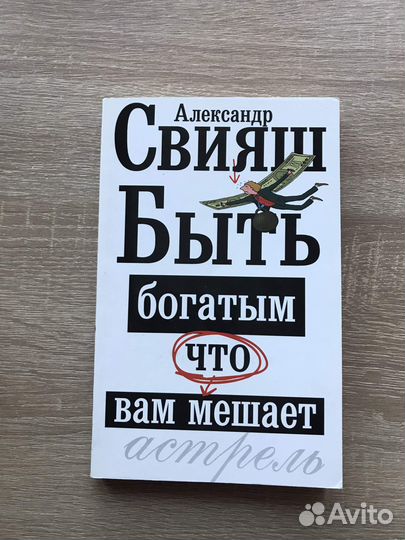 Александр
Свияш
Быть
богатым
что
вам мешает
астрель
Avito